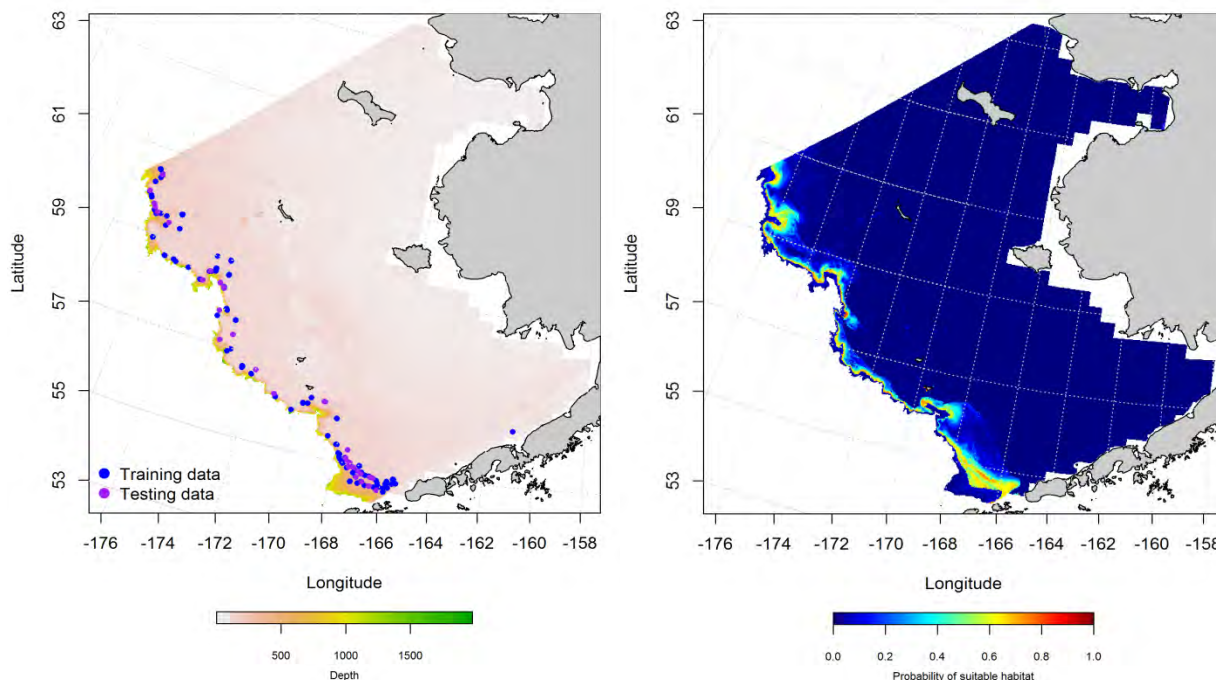 63
61
59
57
55
53
Latitude
Training data
Testing data
-176 -174 -172 -170 -168 -166 -164 -162 -160 -158
Longitude
500 1000 1500
Depth
63
61
59
57
55
53
Latitude
-176 -174 -172 -170 -168 -166 -164 -162 -160 -158
Longitude
0.0 0.2 0.4 0.6 0.8 1.0
Probability of suitable habitat